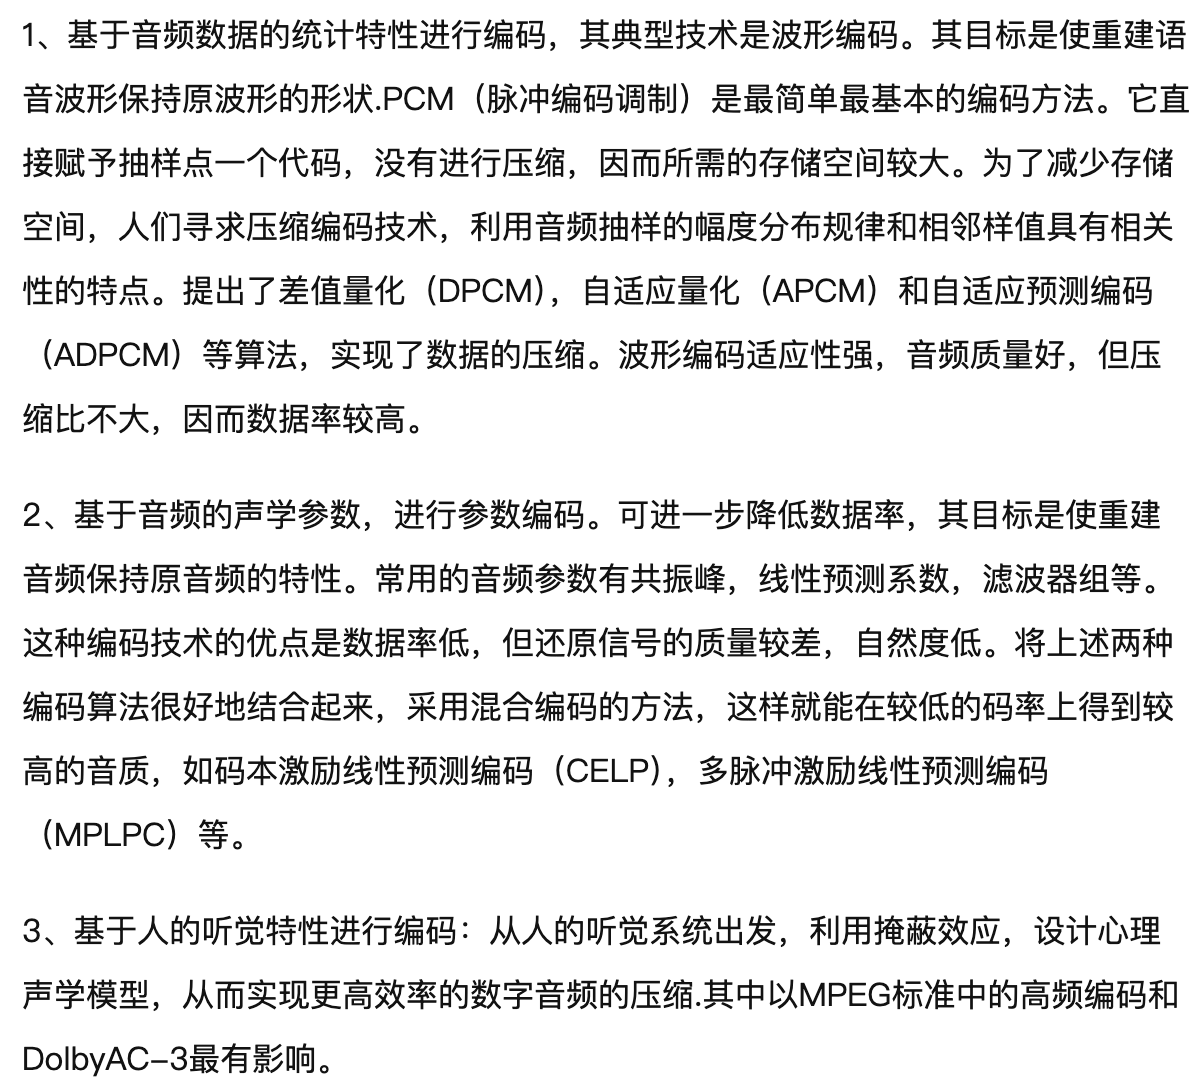 1、基于音频数据的统计特性进行编码，其典型技术是波形编码。其目标是使重建语
音波形保持原波形的形状.PCM（脉冲编码调制）是最简单最基本的编码方法。它直
接赋予抽样点一个代码，没有进行压缩，因而所需的存储空间较大。为了减少存储
空间，人们寻求压缩编码技术，利用音频抽样的幅度分布规律和相邻样值具有相关
性的特点。提出了差值量化（DPCM），自适应量化（APCM）和自适应预测编码
（ADPCM）等算法，实现了数据的压缩。波形编码适应性强，音频质量好，但压
缩比不大，因而数据率较高。
2、基于音频的声学参数，进行参数编码。可进一步降低数据率，其目标是使重建
音频保持原音频的特性。常用的音频参数有共振峰，线性预测系数，滤波器组等。
这种编码技术的优点是数据率低，但还原信号的质量较差，自然度低。将上述两种
编码算法很好地结合起来，采用混合编码的方法，这样就能在较低的码率上得到较
高的音质，如码本激励线性预测编码（CELP），多脉冲激励线性预测编码
（MPLPC）等。
3、基于人的听觉特性进行编码：从人的听觉系统出发，利用掩蔽效应，设计心理
声学模型，从而实现更高效率的数字音频的压缩.其中以MPEG标准中的高频编码和
DolbyAC–3最有影响。